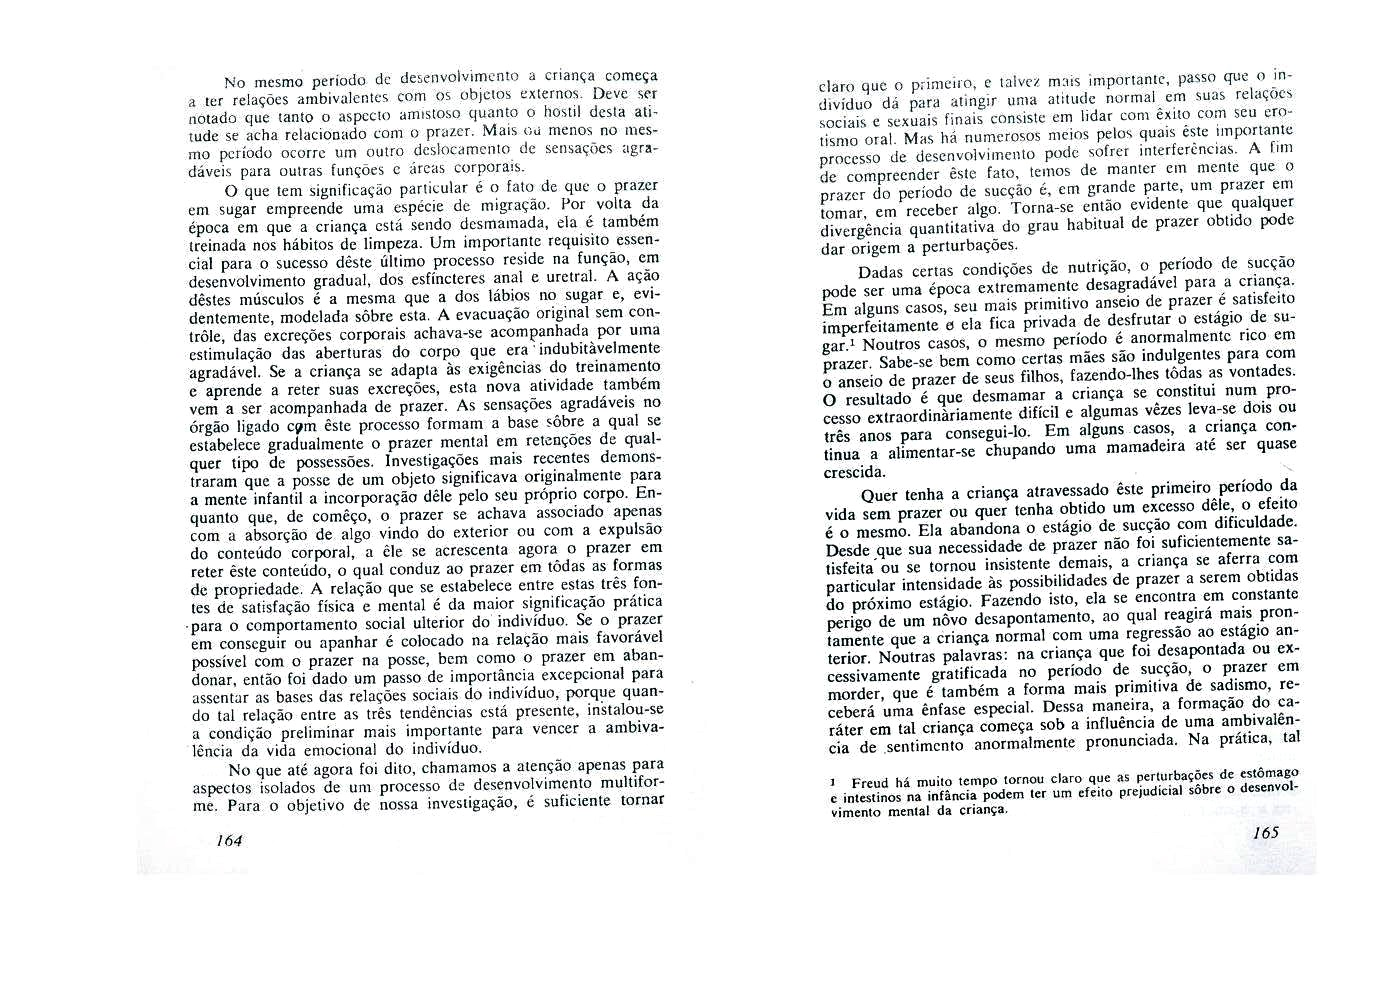 No mesmo período de desenvolvimento a criança começa
a ter relações ambivalentes com os objetos externos. Deve ser
notado que tanto o aspecto amistoso quanto o hostil desta ati-
tude se acha relacionado com o prazer. Mais ou menos no mes-
mo período ocorre um outro deslocamento de sensações agra-
dáveis para outras funções e áreas corporais.
O que tem significação particular é o fato de que o prazer
em sugar empreende uma espécie de migração. Por volta da
época em que a criança está sendo desmamada, ela é também
treinada nos hábitos de limpeza. Um importante requisito essen-
cial para o sucesso dêste último processo reside na função, em
desenvolvimento gradual, dos esfíncteres anal e uretral. A ação
dêstes músculos é a mesma que a dos lábios no sugar e, evi-
dentemente, modelada sôbre esta. A evacuação original sem con-
trôle, das excreções corporais achava-se acompanhada por uma
estimulação das aberturas do corpo que era indubitàvelmente
agradável. Se a criança se adapta às exigências do treinamento
e aprende a reter suas excreções, esta nova atividade também
vem a ser acompanhada de prazer. As sensações agradáveis no
órgão ligado com êste processo formam a base sôbre a qual se
estabelece gradualmente o prazer mental em retenções de qual-
quer tipo de possessões. Investigações mais recentes demons-
traram que a posse de um objeto significava originalmente para
a mente infantil a incorporação dêle pelo seu próprio corpo. En-
quanto que, de comêço, o prazer se achava associado apenas
com a absorção de algo vindo do exterior ou com a expulsão
do conteúdo corporal, a êle se acrescenta agora o prazer em
reter êste conteúdo, o qual conduz ao prazer em tôdas as formas
de propriedade. A relação que se estabelece entre estas três fon-
tes de satisfação física e mental é da maior significação prática
para o comportamento social ulterior do indivíduo. Se o prazer
em conseguir ou apanhar é colocado na relação mais favorável
possível com o prazer na posse, bem como o prazer em aban-
donar, então foi dado um passo de importância excepcional para
assentar as bases das relações sociais do indivíduo, porque quan-
do tal relação entre as três tendências está presente, instalou-se
a condição preliminar mais importante para vencer a ambiva-
lência da vida emocional do indivíduo.
No que até agora foi dito, chamamos a atenção apenas para
aspectos isolados de um processo de desenvolvimento multifor-
me. Para o objetivo de nossa investigação, é suficiente tornar
164
claro que o primeiro, e talvez mais importante, passo que o in-
divíduo dá para atingir uma atitude normal em suas relações
sociais e sexuais finais consiste em lidar com êxito com seu ero-
tismo oral. Mas há numerosos meios pelos quais êste importante
processo de desenvolvimento pode sofrer interferências. A fim
de compreender êste fato, temos de manter em mente que o
prazer do período de sucção é, em grande parte, um prazer em
tomar, em receber algo. Torna-se então evidente que qualquer
divergência quantitativa do grau habitual de prazer obtido pode
dar origem a perturbações.
Dadas certas condições de nutrição, o período de sucção
pode ser uma época extremamente desagradável para a criança.
Em alguns casos, seu mais primitivo anseio de prazer é satisfeito
imperfeitamente e ela fica privada de desfrutar o estágio de su-
gar.¹ Noutros casos, o mesmo período é anormalmente rico em
prazer. Sabe-se bem como certas mães são indulgentes para com
o anseio de prazer de seus filhos, fazendo-lhes tôdas as vontades.
O resultado é que desmamar a criança se constitui num pro-
cesso extraordinàriamente difícil e algumas vêzes leva-se dois ou
três anos para consegui-lo. Em alguns casos, a criança con-
tinua a alimentar-se chupando uma mamadeira até ser quase
crescida.
Quer tenha a criança atravessado êste primeiro período da
vida sem prazer ou quer tenha obtido um excesso dêle, o efeito
é o mesmo. Ela abandona o estágio de sucção com dificuldade.
Desde que sua necessidade de prazer não foi suficientemente sa-
tisfeita ou se tornou insistente demais, a criança se aferra com
particular intensidade às possibilidades de prazer a serem obtidas
do próximo estágio. Fazendo isto, ela se encontra em constante
perigo de um nôvo desapontamento, ao qual reagirá mais pron-
tamente que a criança normal com uma regressão ao estágio an-
terior. Noutras palavras: na criança que foi desapontada ou ex-
cessivamente gratificada no período de sucção, o prazer em
morder, que é também a forma mais primitiva de sadismo, re-
ceberá uma ênfase especial. Dessa maneira, a formação do ca-
ráter em tal criança começa sob a influência de uma ambivalên-
cia de sentimento anormalmente pronunciada. Na prática, tal
¹ Freud há muito tempo tornou claro que as perturbações de estômago
e intestinos na infância podem ter um efeito prejudicial sôbre o desenvol-
vimento mental da criança.
165